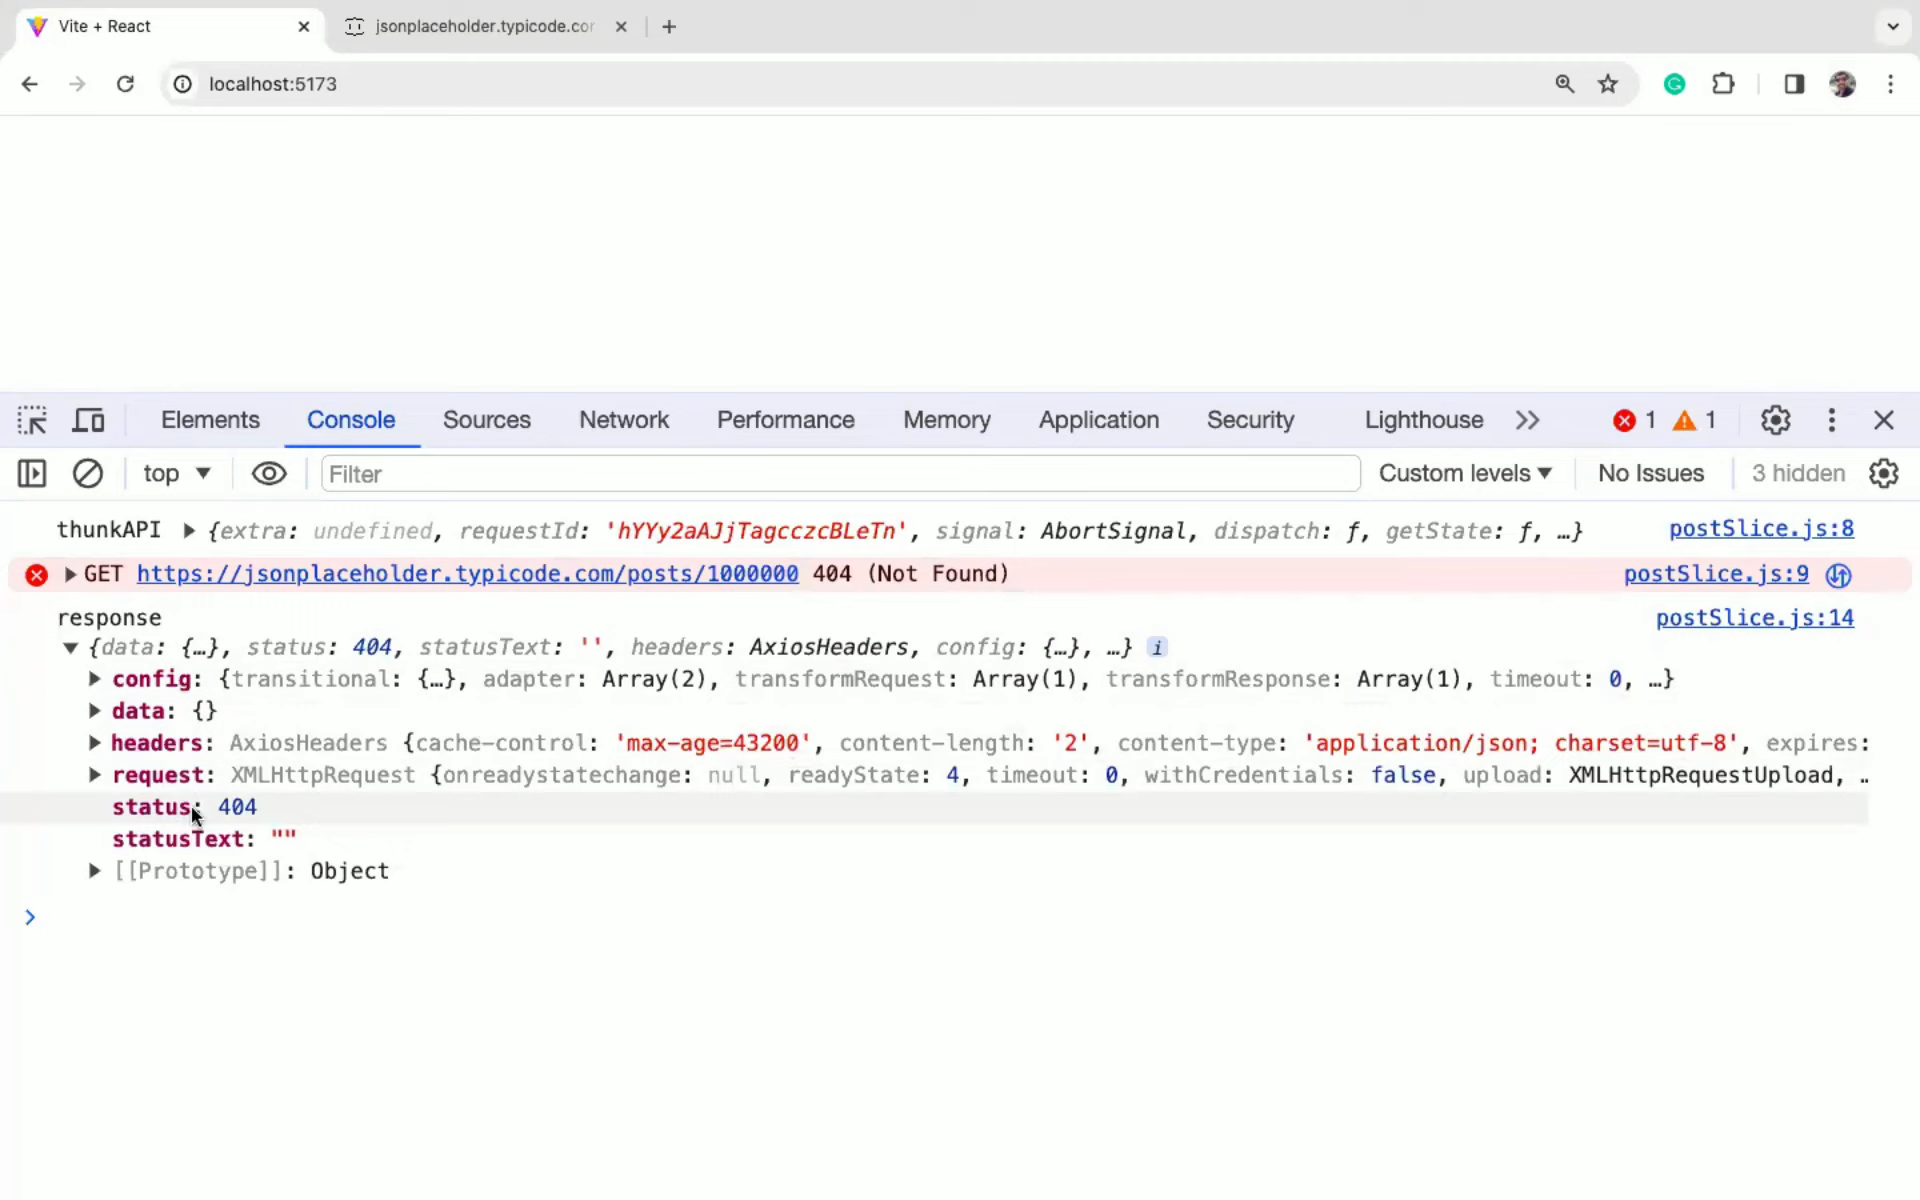 Vite + React
jsonplaceholder.typicode.cor
localhost:5173
Elements Console Sources Network Performance Memory Application Security Lighthouse 1 1
top Filter Custom levels No Issues 3 hidden
thunkAPI {extra: undefined, requestId: 'hYYy2aAJjTagcczcBLeTn', signal: AbortSignal, dispatch: ƒ, getState: ƒ, …} postSlice.js:8
GET https://jsonplaceholder.typicode.com/posts/1000000 404 (Not Found) postSlice.js:9
response postSlice.js:14
{data: {…}, status: 404, statusText: '', headers: AxiosHeaders, config: {…}, …} i
config: {transitional: {…}, adapter: Array(2), transformRequest: Array(1), transformResponse: Array(1), timeout: 0, …}
data: {}
headers: AxiosHeaders {cache-control: 'max-age=43200', content-length: '2', content-type: 'application/json; charset=utf-8', expires:
request: XMLHttpRequest {onreadystatechange: null, readyState: 4, timeout: 0, withCredentials: false, upload: XMLHttpRequestUpload, …
status: 404
statusText: ""
[[Prototype]]: Object